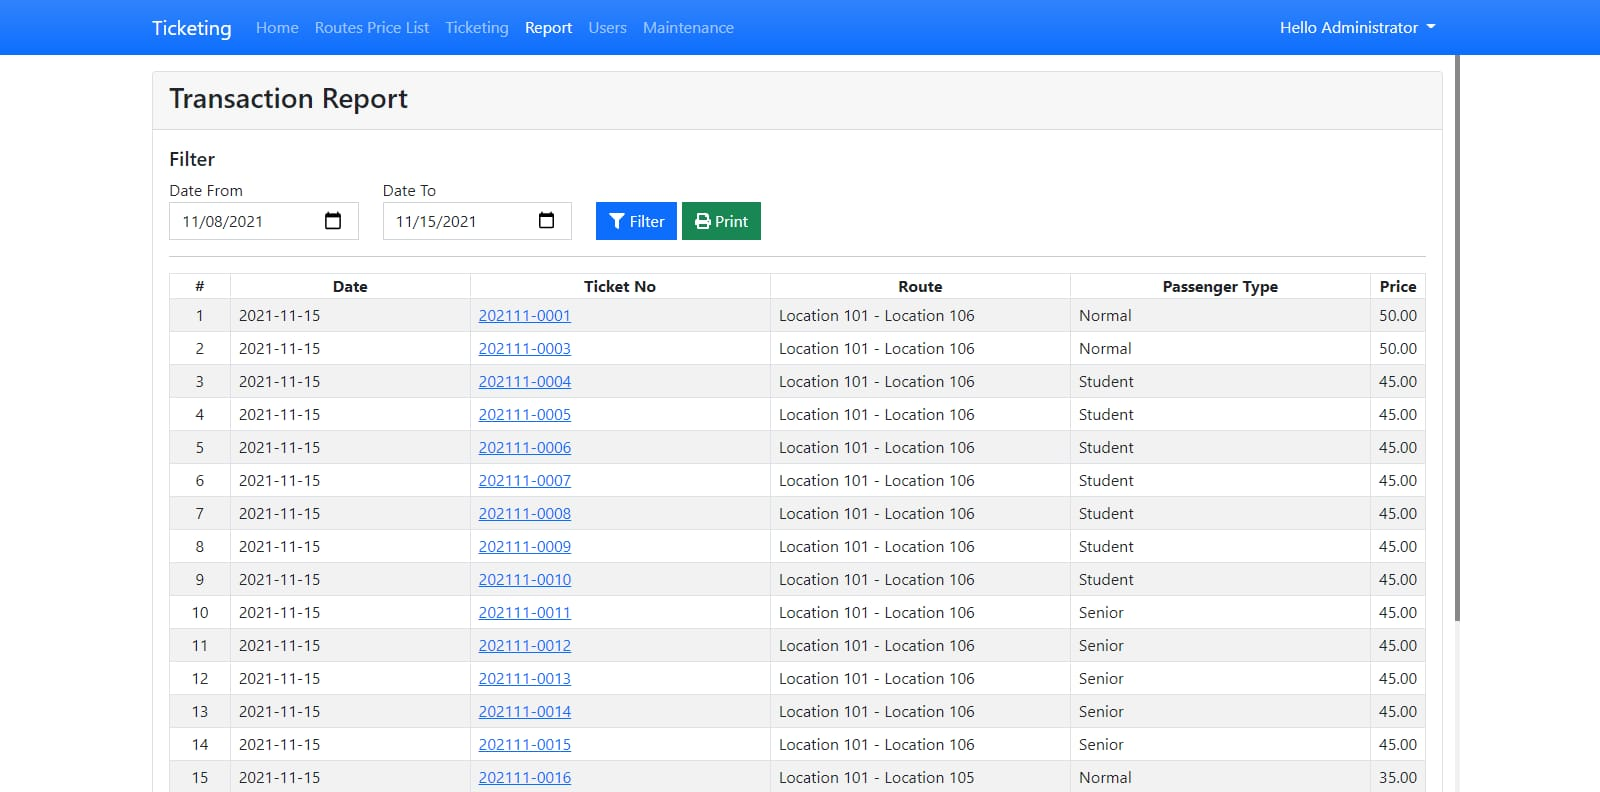 Ticketing Home Routes Price List Ticketing Report Users Maintenance Hello Administrator
Transaction Report
Filter
Date From Date To
11/08/2021 11/15/2021 Filter Print
# Date Ticket No Route Passenger Type Price
1 2021-11-15 202111-0001 Location 101 - Location 106 Normal 50.00
2 2021-11-15 202111-0003 Location 101 - Location 106 Normal 50.00
3 2021-11-15 202111-0004 Location 101 - Location 106 Student 45.00
4 2021-11-15 202111-0005 Location 101 - Location 106 Student 45.00
5 2021-11-15 202111-0006 Location 101 - Location 106 Student 45.00
6 2021-11-15 202111-0007 Location 101 - Location 106 Student 45.00
7 2021-11-15 202111-0008 Location 101 - Location 106 Student 45.00
8 2021-11-15 202111-0009 Location 101 - Location 106 Student 45.00
9 2021-11-15 202111-0010 Location 101 - Location 106 Student 45.00
10 2021-11-15 202111-0011 Location 101 - Location 106 Senior 45.00
11 2021-11-15 202111-0012 Location 101 - Location 106 Senior 45.00
12 2021-11-15 202111-0013 Location 101 - Location 106 Senior 45.00
13 2021-11-15 202111-0014 Location 101 - Location 106 Senior 45.00
14 2021-11-15 202111-0015 Location 101 - Location 106 Senior 45.00
15 2021-11-15 202111-0016 Location 101 - Location 105 Normal 35.00